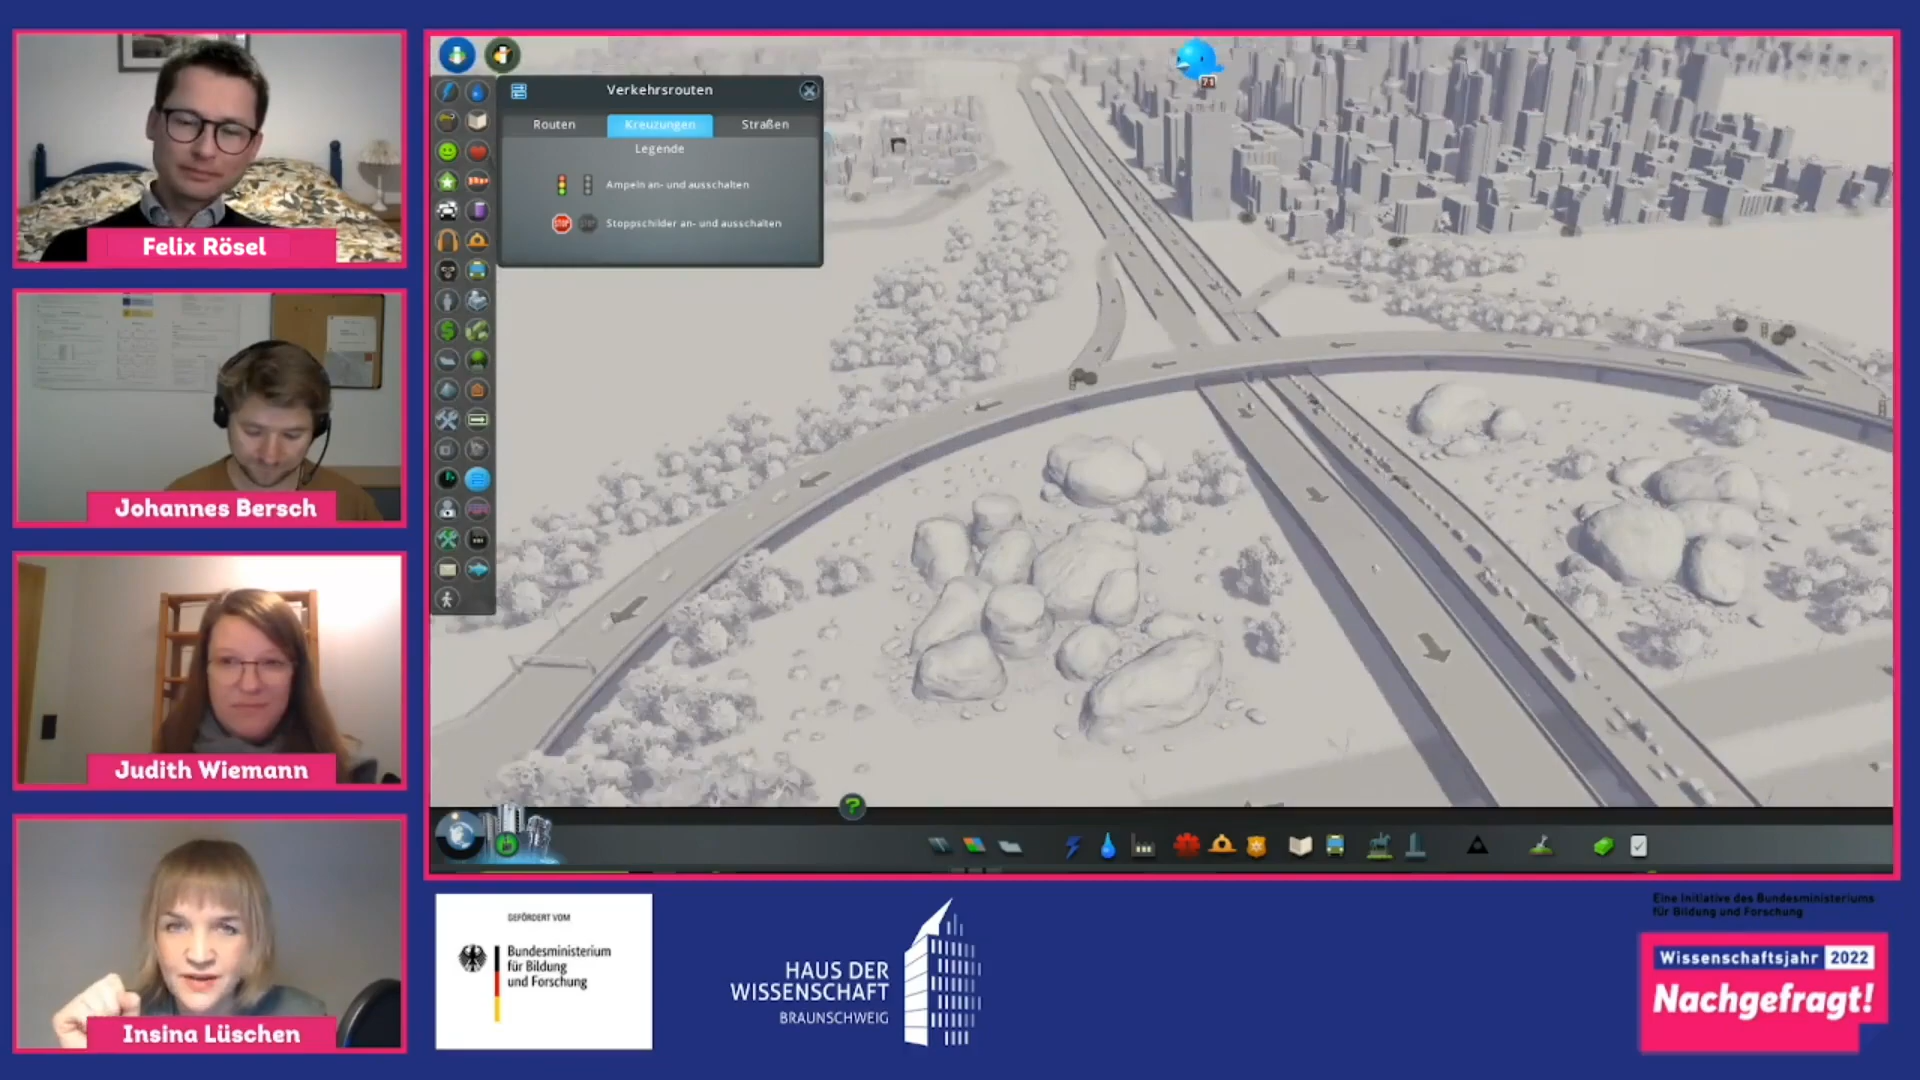 Felix Rösel
Johannes Bersch
Judith Wiemann
Insina Lüschen
Verkehrsrouten
Routen
Kreuzungen
Straßen
Legende
Ampeln an- und ausschalten
STOP
Stoppschilder an- und ausschalten
71
?
GEFÖRDERT VOM
Bundesministerium
für Bildung
und Forschung
HAUS DER
WISSENSCHAFT
BRAUNSCHWEIG
Eine Initiative des Bundesministeriums
für Bildung und Forschung
Wissenschaftsjahr 2022
Nachgefragt!